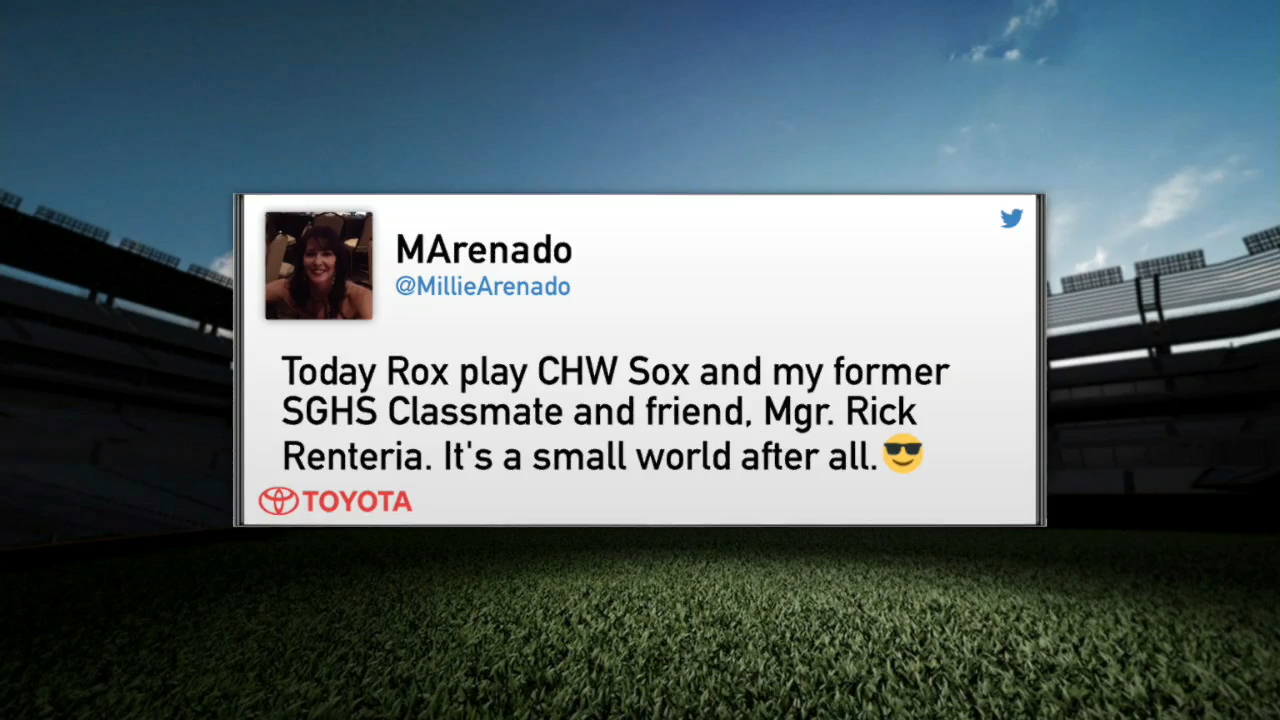 MArenado
@MillieArenado
Today Rox play CHW Sox and my former
SGHS Classmate and friend, Mgr. Rick
Renteria. It's a small world after all.😎
TOYOTA